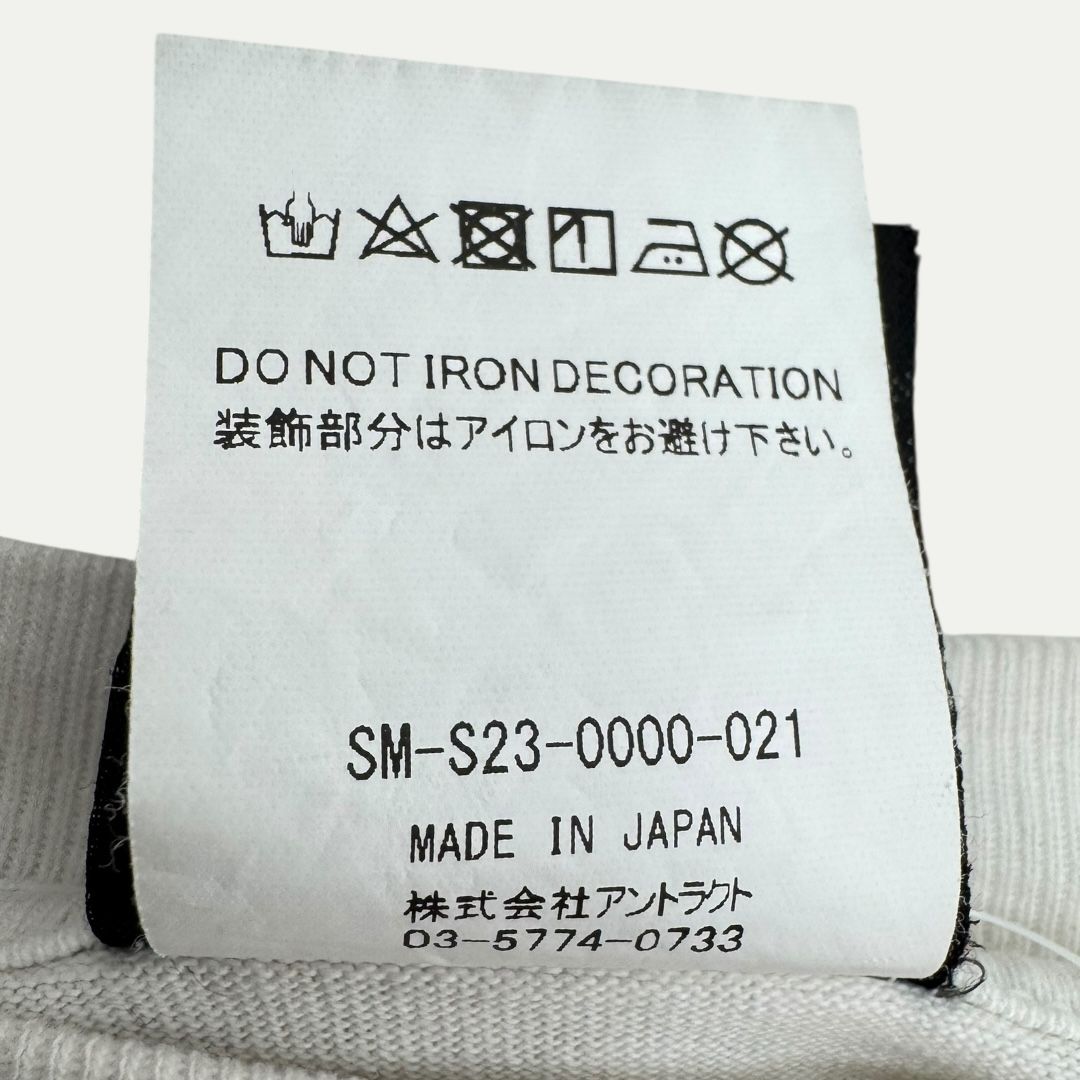 DO NOT IRON DECORATION
装飾部分はアイロンをお避け下さい。
SM-S23-0000-021
MADE IN JAPAN
株式会社アントラクト
03-5774-0733